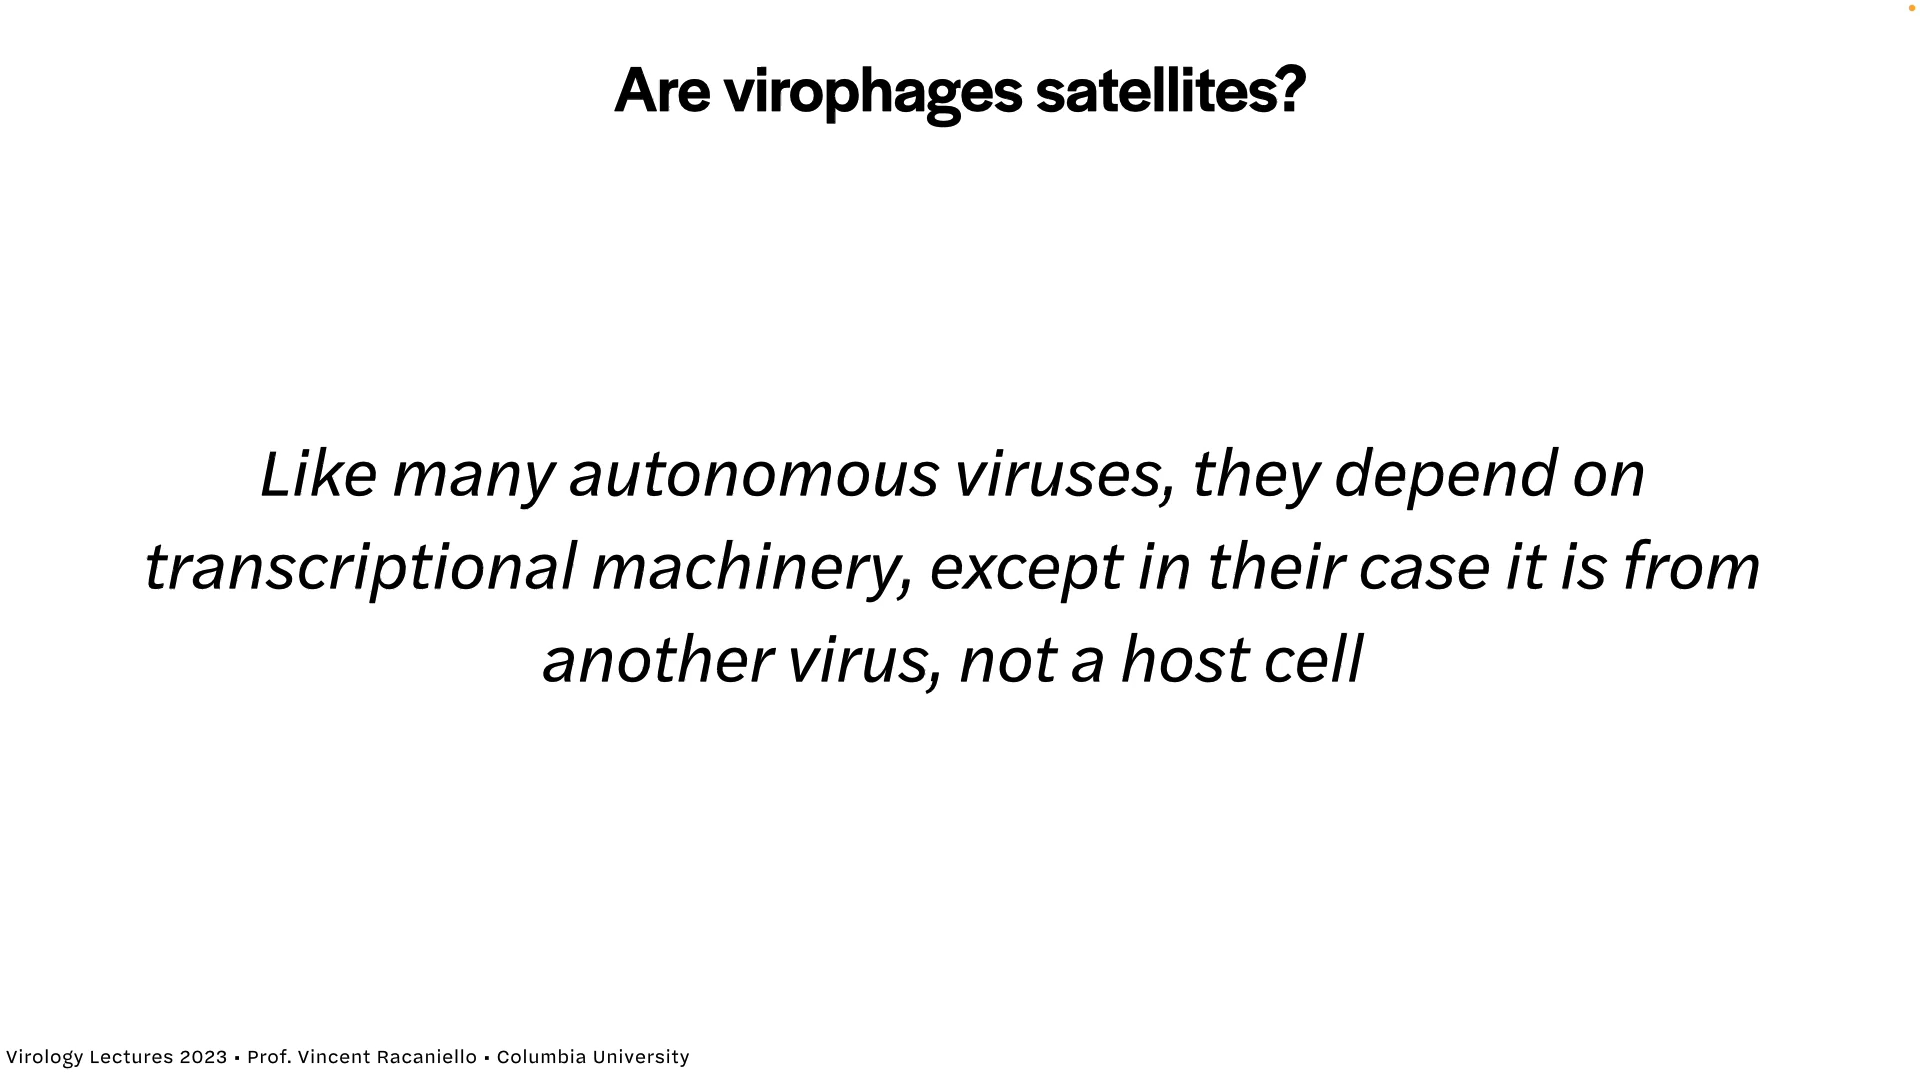 Are virophages satellites?
Like many autonomous viruses, they depend on
transcriptional machinery, except in their case it is from
another virus, not a host cell
Virology Lectures 2023 • Prof. Vincent Racaniello • Columbia University